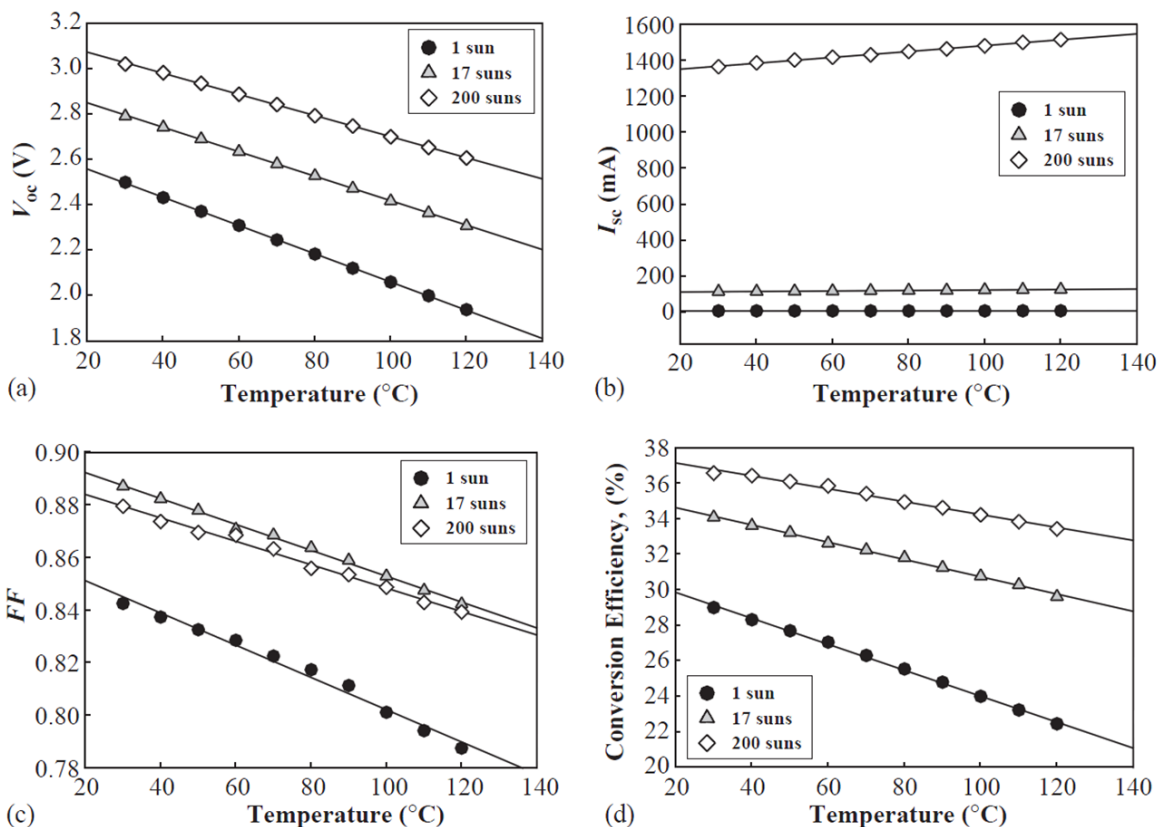 3.2
3.0
2.8
2.6
2.4
2.2
2.0
1.8
V_oc (V)
1 sun
17 suns
200 suns
20 40 60 80 100 120 140
(a) Temperature (°C)
1600
1400
1200
1000
800
600
400
200
0
I_sc (mA)
1 sun
17 suns
200 suns
20 40 60 80 100 120 140
(b) Temperature (°C)
0.90
0.88
0.86
0.84
0.82
0.80
0.78
FF
1 sun
17 suns
200 suns
20 40 60 80 100 120 140
(c) Temperature (°C)
38
36
34
32
30
28
26
24
22
20
Conversion Efficiency, (%)
1 sun
17 suns
200 suns
20 40 60 80 100 120 140
(d) Temperature (°C)